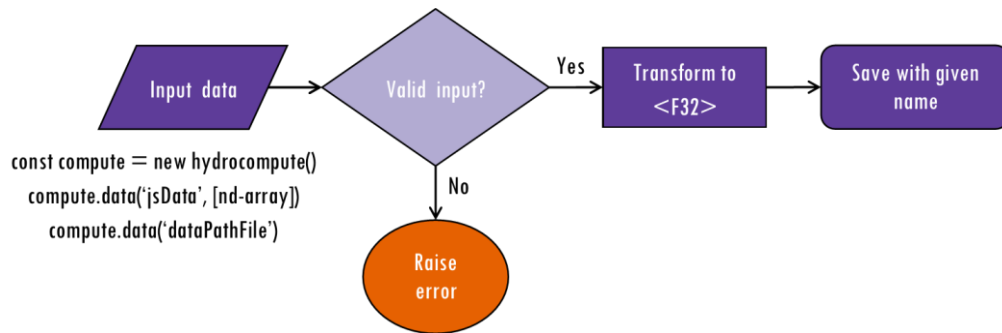 Input data
Valid input?
Yes
Transform to
<F32>
Save with given
name
const compute = new hydrocompute()
compute.data(‘jsData’, [nd-array])
compute.data(‘dataPathFile’)
No
Raise
error